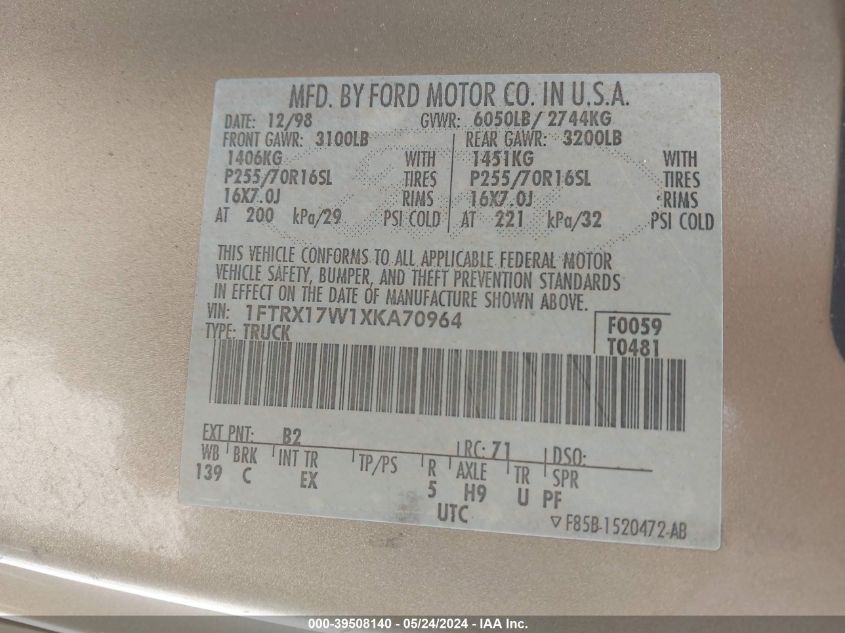 MFD. BY FORD MOTOR CO. IN U.S.A.
DATE: 12/98 GVWR: 6050LB/ 2744KG
FRONT GAWR: 3100LB REAR GAWR: 3200LB
1406KG WITH 1451KG WITH
P255/70R16SL TIRES P255/70R16SL TIRES
16X7.0J RIMS 16X7.0J RIMS
AT 200 kPa/29 PSI COLD AT 221 kPa/32 PSI COLD
THIS VEHICLE CONFORMS TO ALL APPLICABLE FEDERAL MOTOR
VEHICLE SAFETY, BUMPER, AND THEFT PREVENTION STANDARDS
IN EFFECT ON THE DATE OF MANUFACTURE SHOWN ABOVE.
VIN: 1FTRX17W1XKA70964 F0059
TYPE: TRUCK T0481
EXT PNT: B2 RC: 71 DSO:
WB BRK INT TR TP/PS R AXLE TR SPR
139 C EX 5 H9 U PF
UTC
F85B-1520472-AB
000-39508140 - 05/24/2024 - IAA Inc.